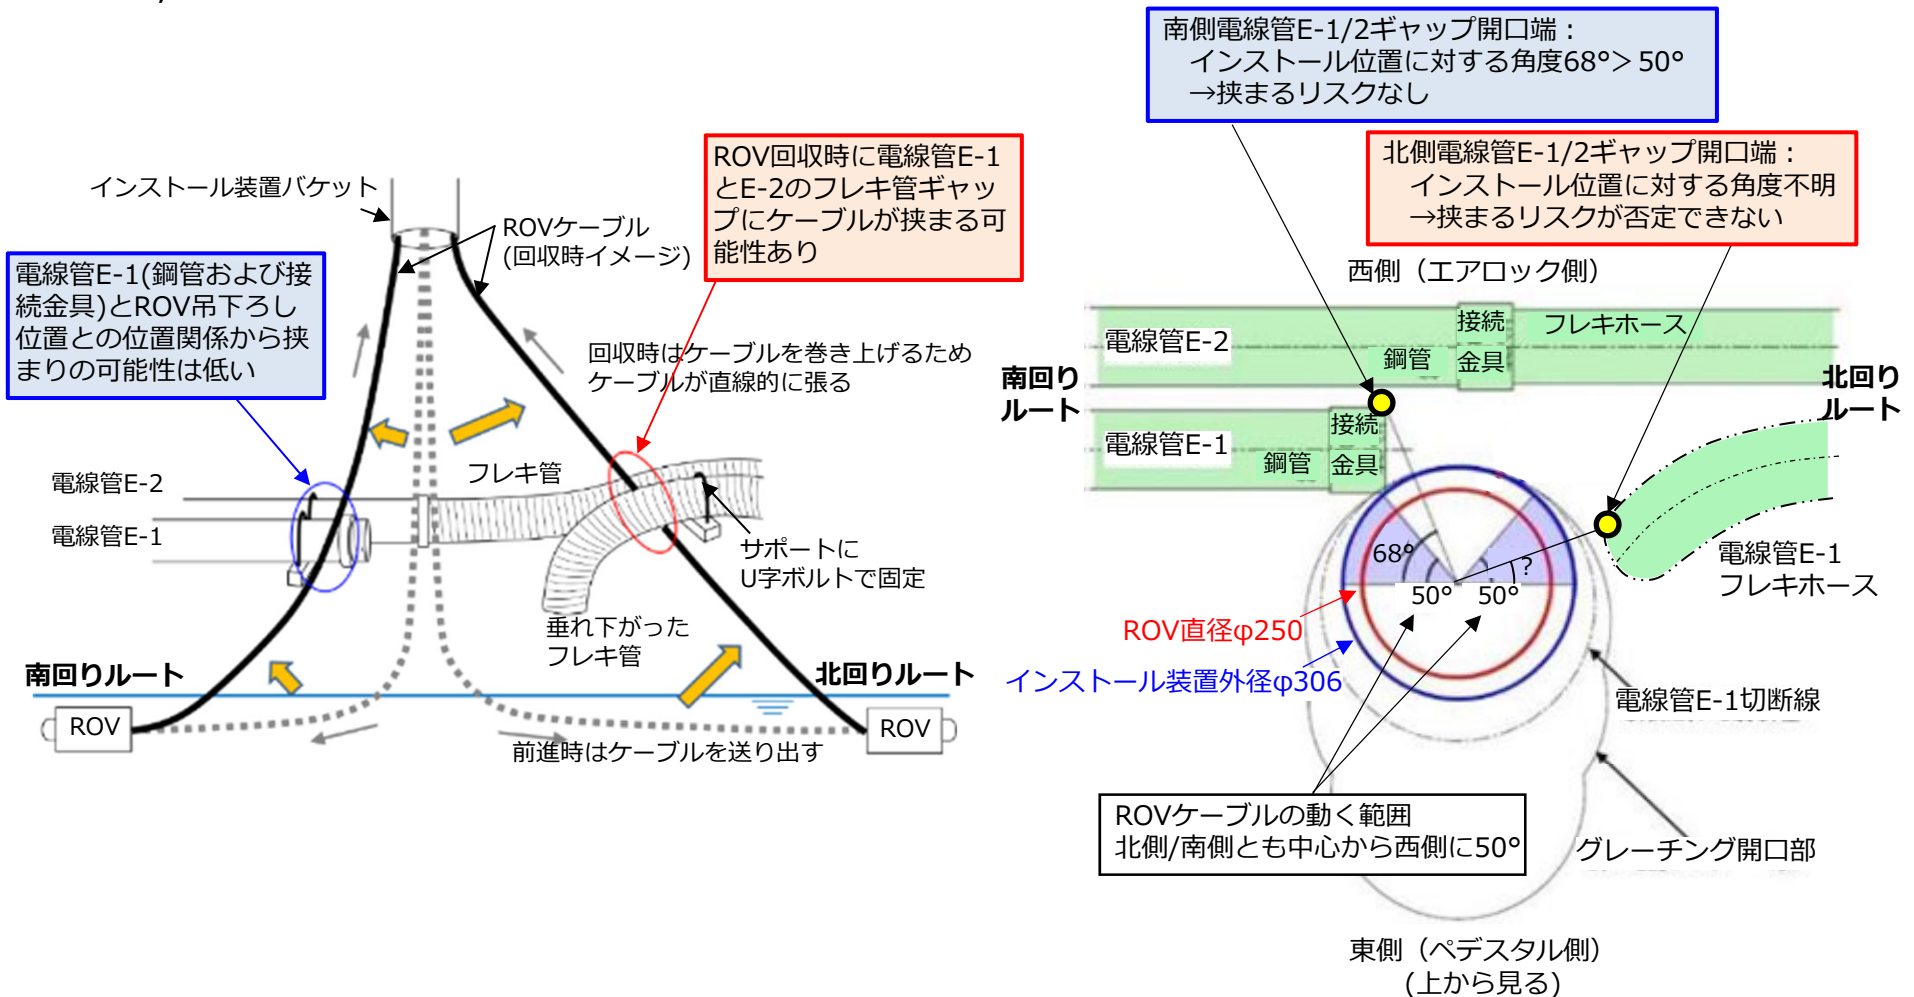 南側電線管E-1/2ギャップ開口端：
インストール位置に対する角度68°＞50°
→挟まるリスクなし
北側電線管E-1/2ギャップ開口端：
インストール位置に対する角度不明
→挟まるリスクが否定できない
ROV回収時に電線管E-1
とE-2のフレキ管ギャッ
プにケーブルが挟まる可
能性あり
インストール装置バケット
ROVケーブル
(回収時イメージ)
電線管E-1(鋼管および接
続金具)とROV吊下ろし
位置との位置関係から挟
まりの可能性は低い
回収時はケーブルを巻き上げるため
ケーブルが直線的に張る
電線管E-2
電線管E-1
フレキ管
サポートに
U字ボルトで固定
垂れ下がった
フレキ管
南回りルート
北回りルート
ROV
ROV
前進時はケーブルを送り出す
西側（エアロック側）
電線管E-2
鋼管
接続
金具
フレキホース
南回り
ルート
北回り
ルート
電線管E-1
鋼管
接続
金具
電線管E-1
フレキホース
68°
50°
50°
?
ROV直径φ250
インストール装置外径φ306
電線管E-1切断線
ROVケーブルの動く範囲
北側/南側とも中心から西側に50°
グレーチング開口部
東側（ペデスタル側）
(上から見る)